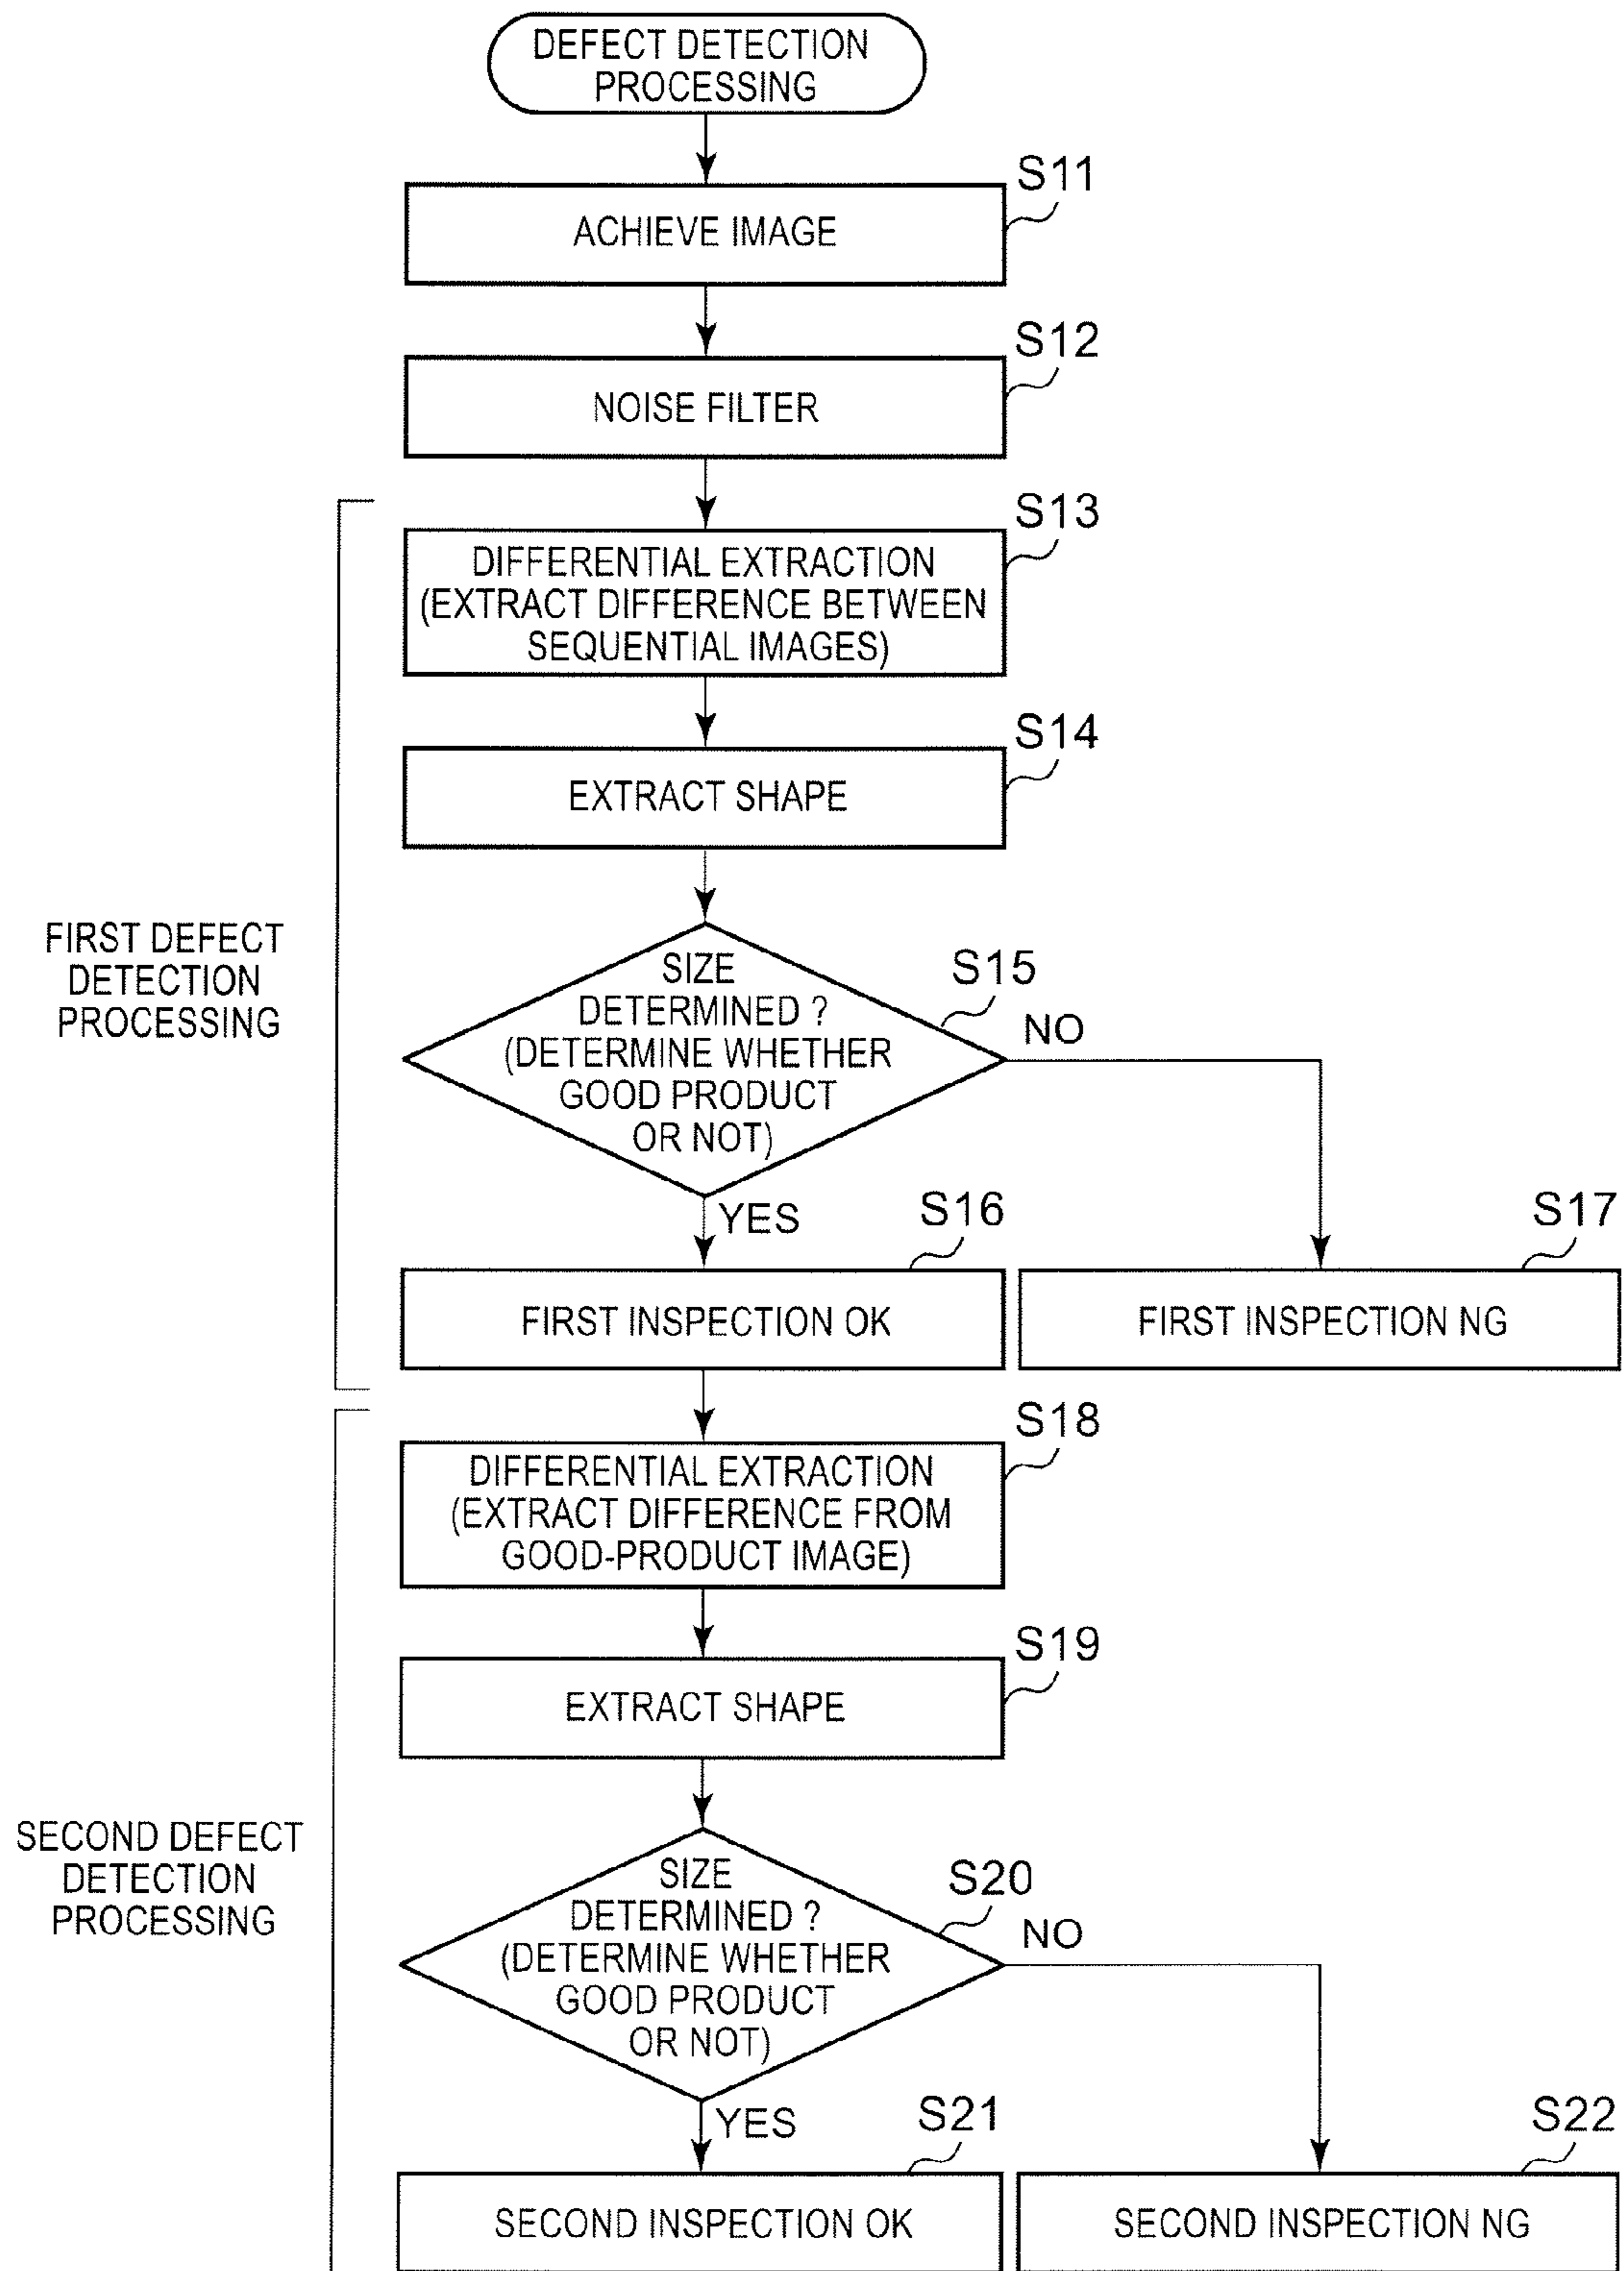 DEFECT DETECTION
PROCESSING
S11
ACHIEVE IMAGE
S12
NOISE FILTER
S13
DIFFERENTIAL EXTRACTION
(EXTRACT DIFFERENCE BETWEEN
SEQUENTIAL IMAGES)
S14
EXTRACT SHAPE
FIRST DEFECT
DETECTION
PROCESSING
S15
SIZE
DETERMINED ?
(DETERMINE WHETHER
GOOD PRODUCT
OR NOT)
NO
YES
S16
FIRST INSPECTION OK
S17
FIRST INSPECTION NG
S18
DIFFERENTIAL EXTRACTION
(EXTRACT DIFFERENCE FROM
GOOD-PRODUCT IMAGE)
S19
EXTRACT SHAPE
SECOND DEFECT
DETECTION
PROCESSING
S20
SIZE
DETERMINED ?
(DETERMINE WHETHER
GOOD PRODUCT
OR NOT)
NO
YES
S21
SECOND INSPECTION OK
S22
SECOND INSPECTION NG